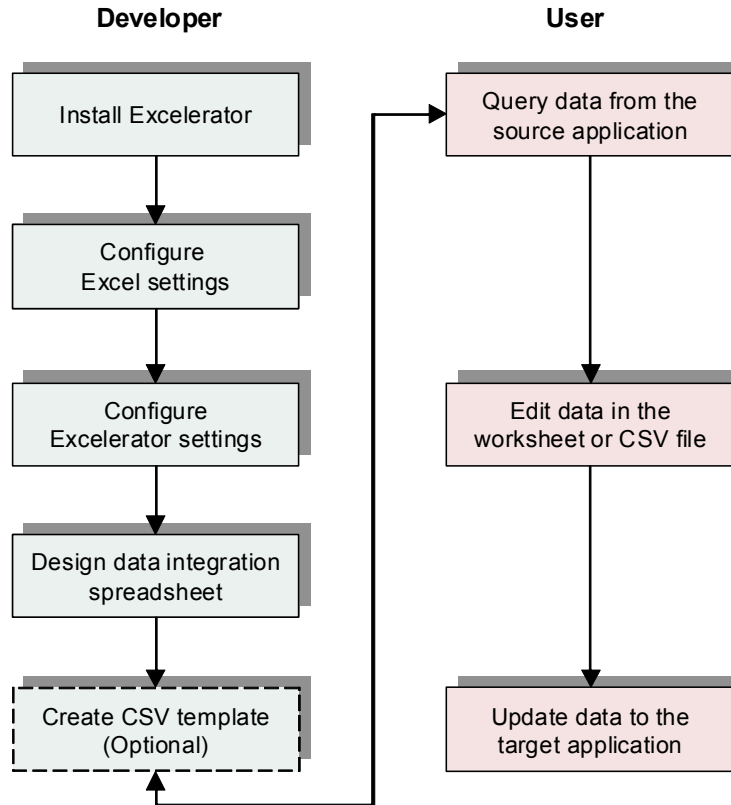 Developer
Install Excelerator
Configure
Excel settings
Configure
Excelerator settings
Design data integration
spreadsheet
Create CSV template
(Optional)
User
Query data from the
source application
Edit data in the
worksheet or CSV file
Update data to the
target application